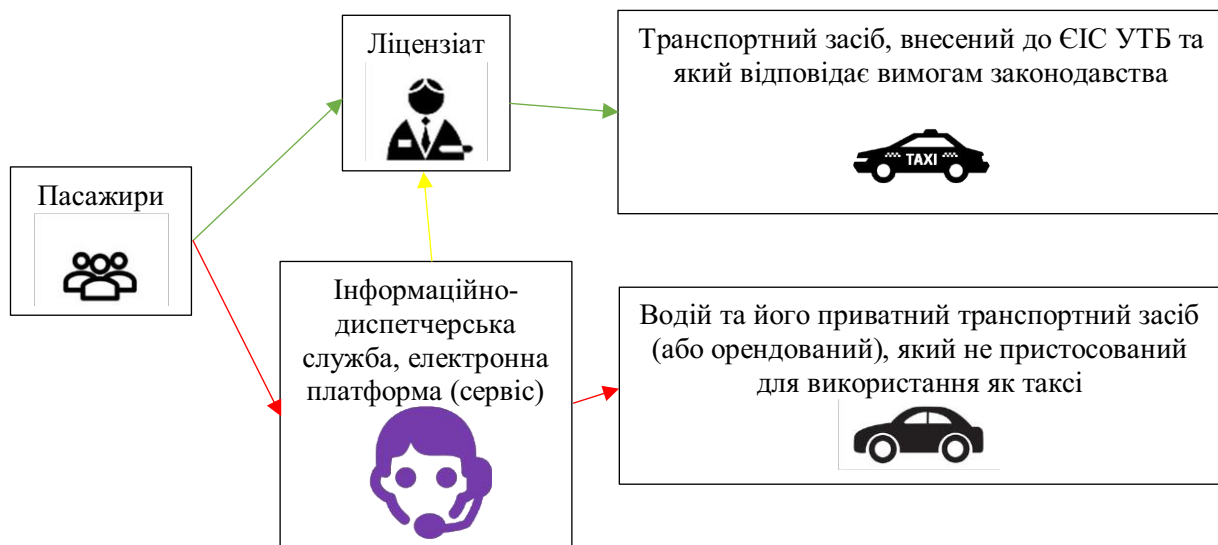 Пасажири
Ліцензіат
Транспортний засіб, внесений до ЄІС УТБ та
який відповідає вимогам законодавства
TAXI
Інформаційно-
диспетчерська
служба, електронна
платформа (сервіс)
Водій та його приватний транспортний засіб
(або орендований), який не пристосований
для використання як таксі